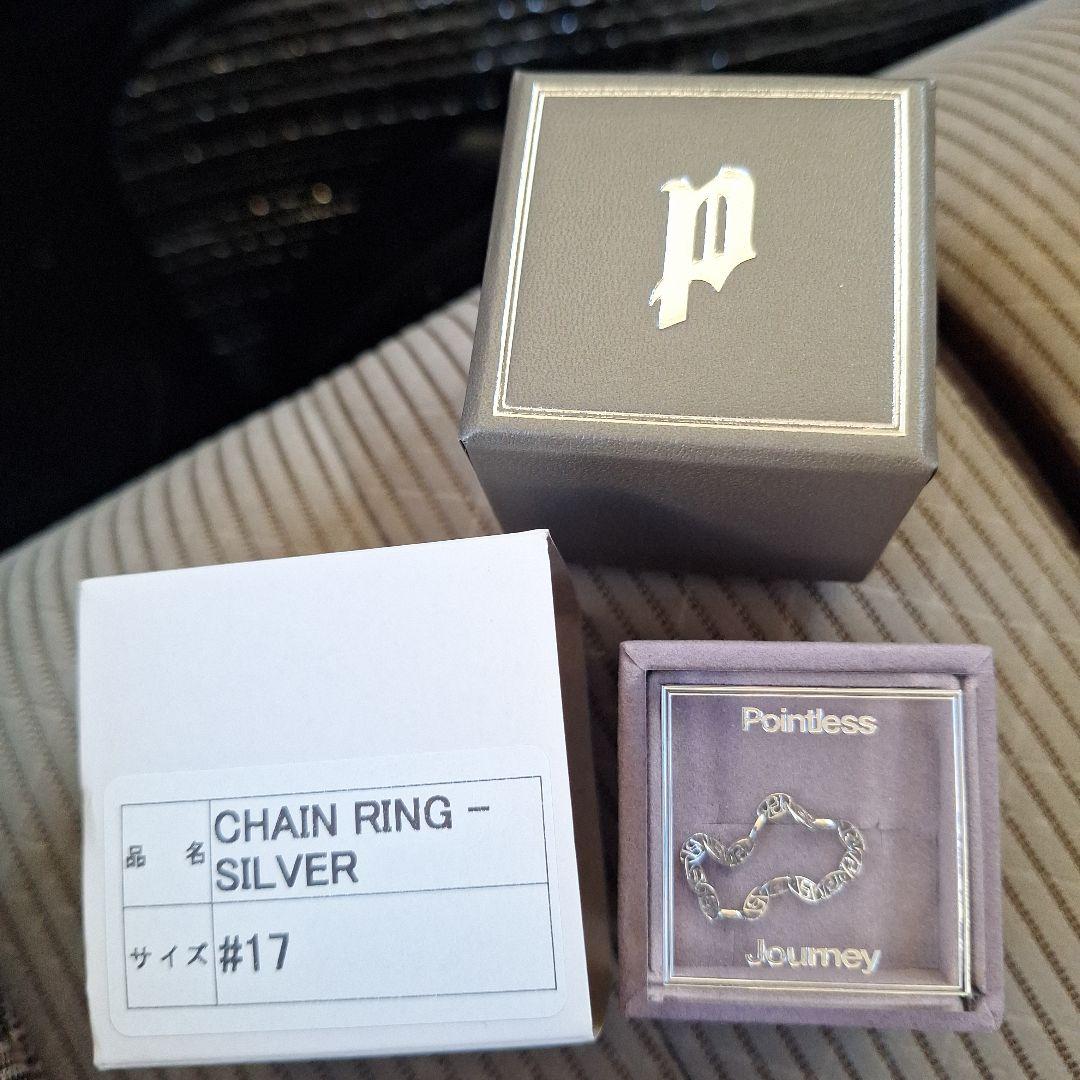 p
CHAIN RING -
SILVER
品 名
サイズ #17
Pointless
Journey